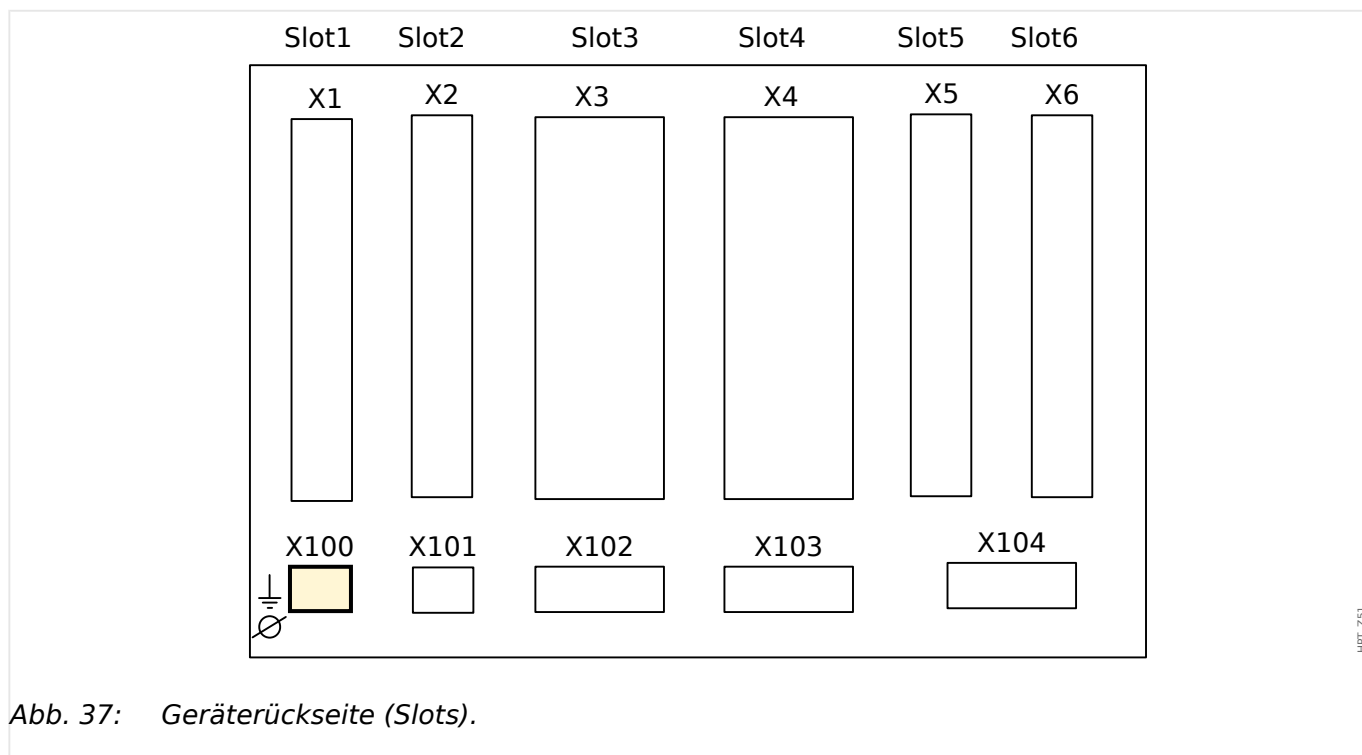 Slot1 Slot2 Slot3 Slot4 Slot5 Slot6
X1 X2 X3 X4 X5 X6
X100 X101 X102 X103 X104
Abb. 37: Geräterückseite (Slots).